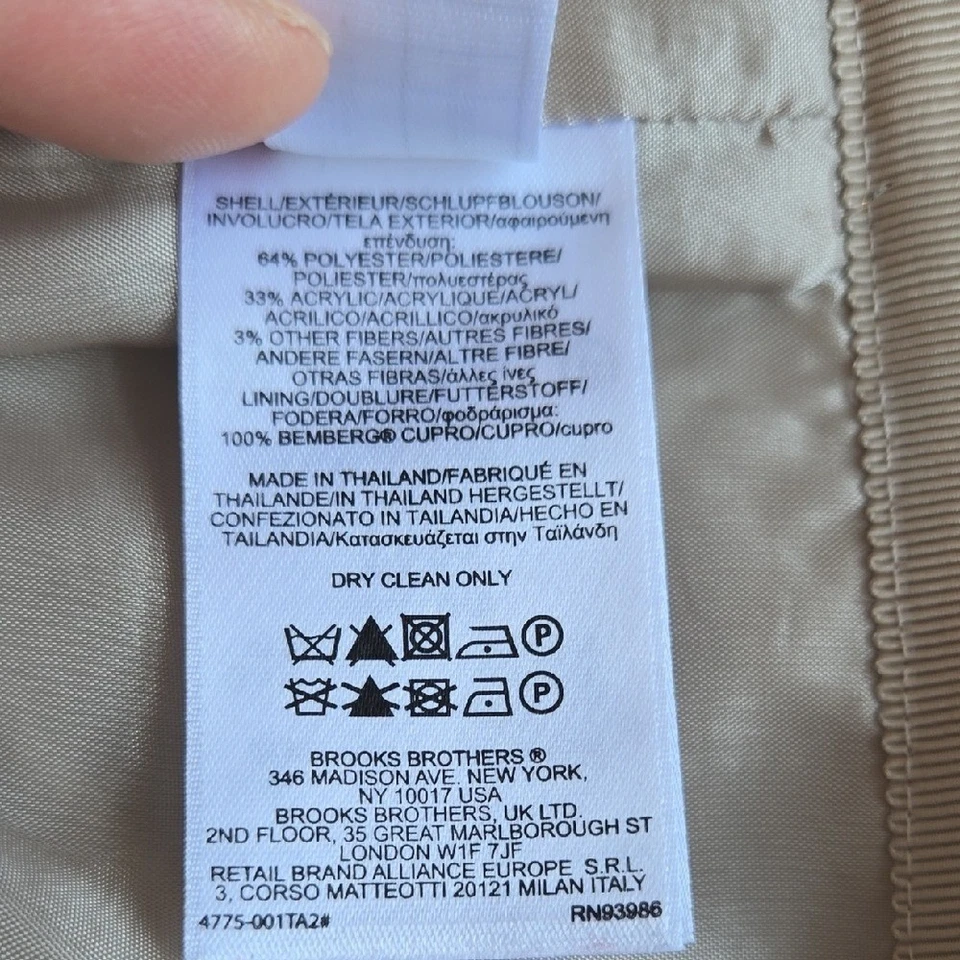 SHELL/EXTÉRIEUR/SCHLUPFBLOUSON/
INVOLUCRO/TELA EXTERIOR/αφαιρούμενη
επένδυση:
64% POLYESTER/POLIESTERE/
POLIESTER/πολυεστέρας
33% ACRYLIC/ACRYLIQUE/ACRYL/
ACRILICO/ACRILLICO/ακρυλικό
3% OTHER FIBERS/AUTRES FIBRES/
ANDERE FASERN/ALTRE FIBRE/
OTRAS FIBRAS/άλλες ίνες
LINING/DOUBLURE/FUTTERSTOFF/
FODERA/FORRO/φοδράρισμα:
100% BEMBERG® CUPRO/CUPRO/cupro
MADE IN THAILAND/FABRIQUÉ EN
THAILANDE/IN THAILAND HERGESTELLT/
CONFEZIONATO IN TAILANDIA/HECHO EN
TAILANDIA/Κατασκευάζεται στην Ταϊλάνδη
DRY CLEAN ONLY
P
P
BROOKS BROTHERS ®
346 MADISON AVE. NEW YORK,
NY 10017 USA
BROOKS BROTHERS, UK LTD.
2ND FLOOR, 35 GREAT MARLBOROUGH ST
LONDON W1F 7JF
RETAIL BRAND ALLIANCE EUROPE S.R.L.
3, CORSO MATTEOTTI 20121 MILAN ITALY
4775-001TA2# RN93986